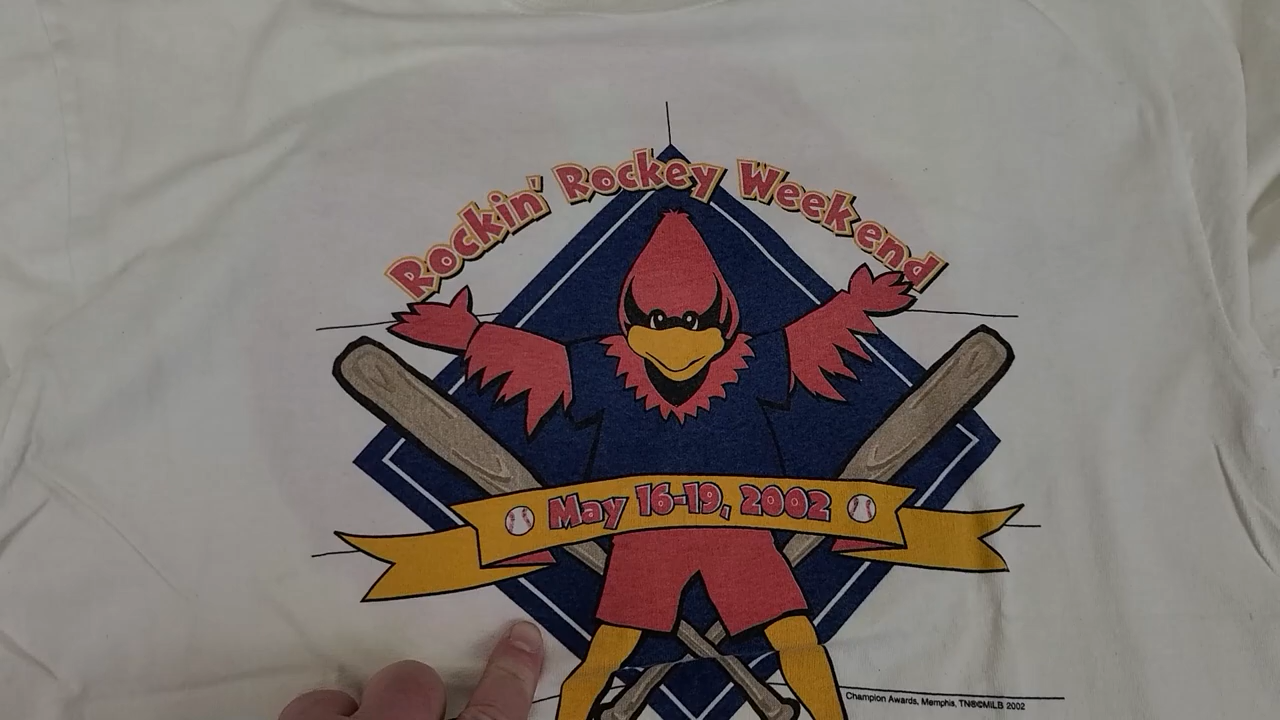 Rockin' Rockey Weekend
May 16-19, 2002
Champion Awards, Memphis, TN®©MiLB 2002